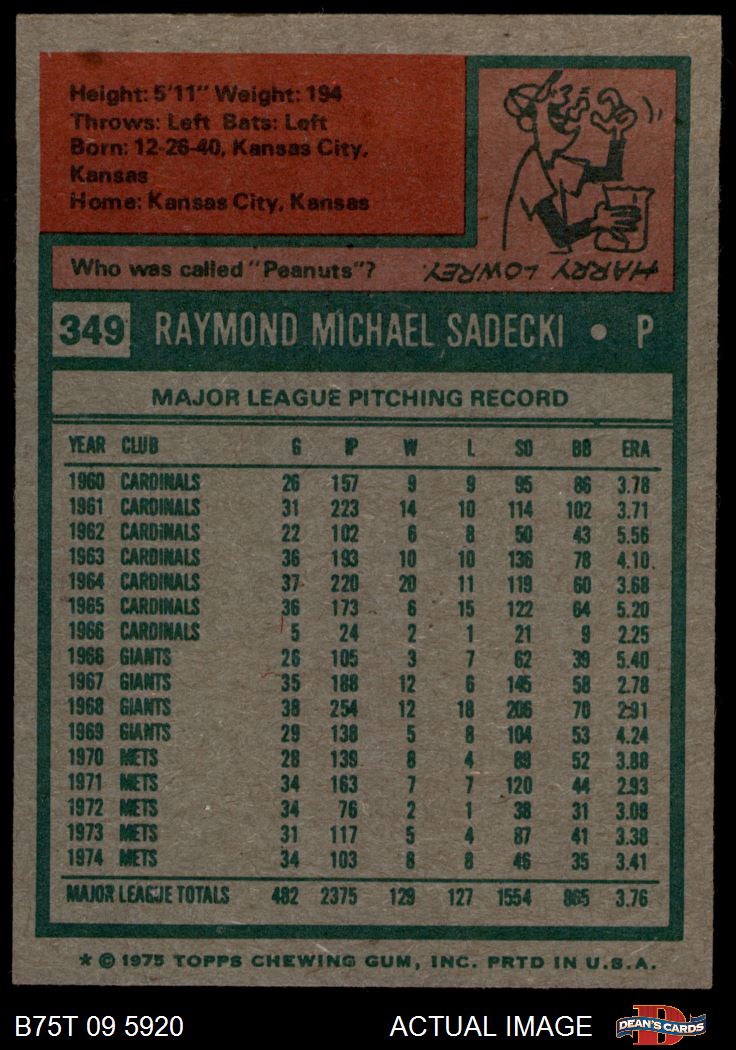 Height: 5'11" Weight: 194
Throws: Left Bats: Left
Born: 12-26-40, Kansas City,
Kansas
Home: Kansas City, Kansas
Who was called "Peanuts"?
HARRY LOWREY.
349 RAYMOND MICHAEL SADECKI • P
MAJOR LEAGUE PITCHING RECORD
YEAR CLUB G IP W L SO BB ERA
1960 CARDINALS 26 157 9 9 95 86 3.78
1961 CARDINALS 31 223 14 10 114 102 3.71
1962 CARDINALS 22 102 6 8 50 43 5.56
1963 CARDINALS 36 193 10 10 136 78 4.10.
1964 CARDINALS 37 220 20 11 119 60 3.68
1965 CARDINALS 36 173 6 15 122 64 5.20
1966 CARDINALS 5 24 2 1 21 9 2.25
1966 GIANTS 26 105 3 7 62 39 5.40
1967 GIANTS 35 188 12 6 145 58 2.78
1968 GIANTS 38 254 12 18 206 70 2.91
1969 GIANTS 29 138 5 8 104 53 4.24
1970 METS 28 139 8 4 89 52 3.88
1971 METS 34 163 7 7 120 44 2.93
1972 METS 34 76 2 1 38 31 3.08
1973 METS 31 117 5 4 87 41 3.38
1974 METS 34 103 8 8 46 35 3.41
MAJOR LEAGUE TOTALS 482 2375 129 127 1554 865 3.76
* © 1975 TOPPS CHEWING GUM, INC. PRTD IN U.S.A.
B75T 09 5920 ACTUAL IMAGE D DEAN'S CARDS